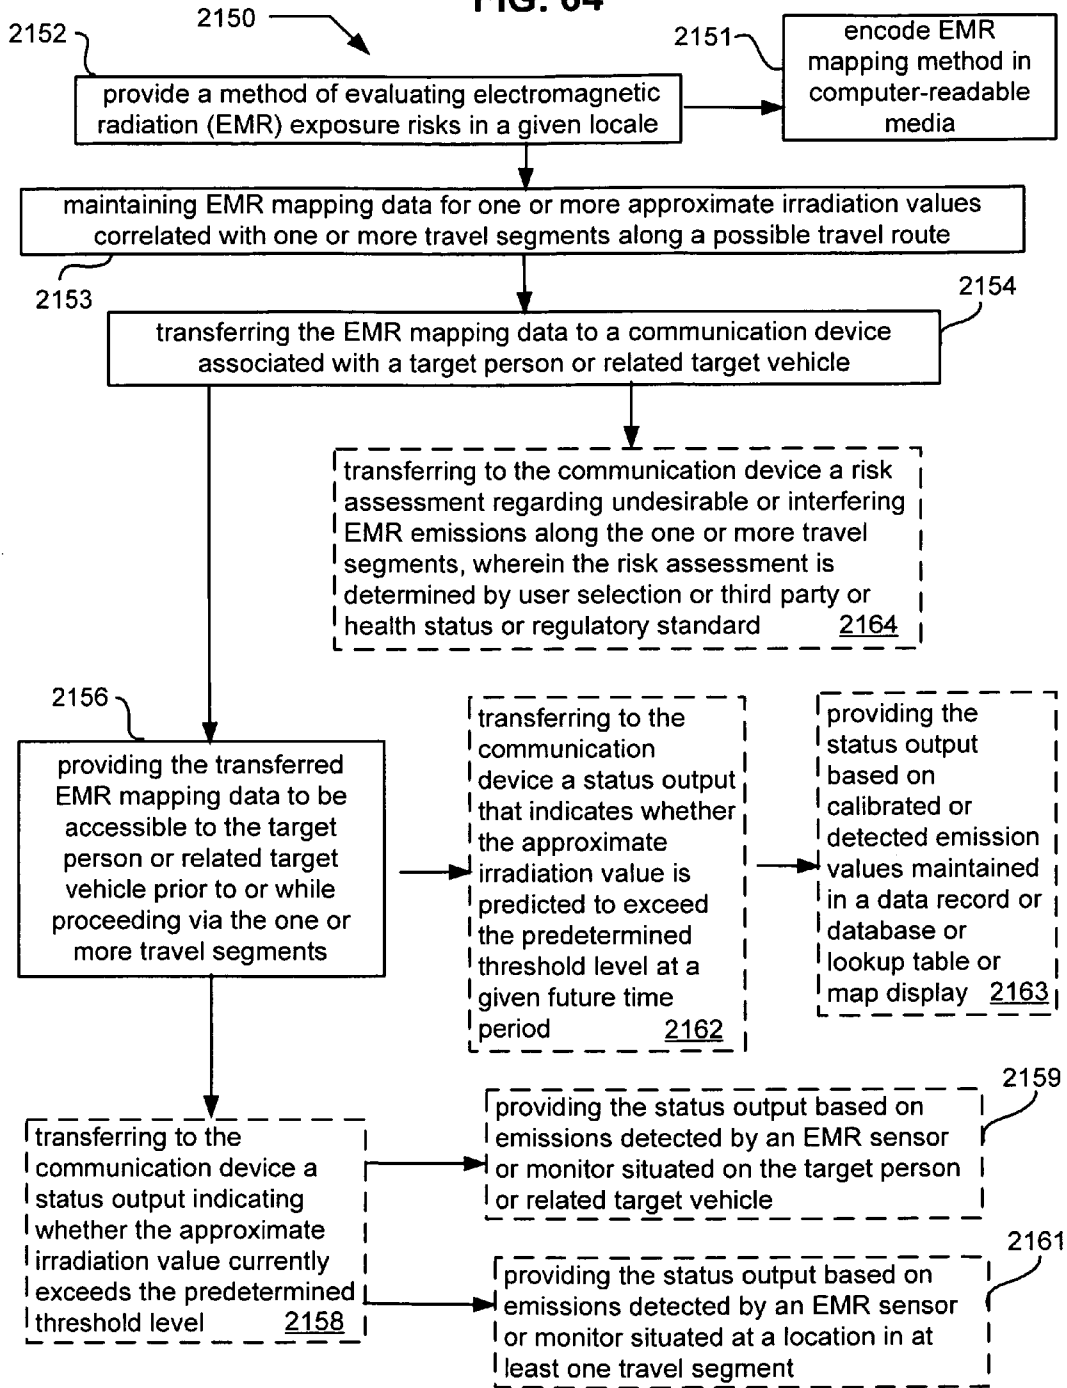 FIG. 64
2150
2152
2151
encode EMR
mapping method in
computer-readable
media
provide a method of evaluating electromagnetic
radiation (EMR) exposure risks in a given locale
maintaining EMR mapping data for one or more approximate irradiation values
correlated with one or more travel segments along a possible travel route
2153
2154
transferring the EMR mapping data to a communication device
associated with a target person or related target vehicle
transferring to the communication device a risk
assessment regarding undesirable or interfering
EMR emissions along the one or more travel
segments, wherein the risk assessment is
determined by user selection or third party or
health status or regulatory standard 2164
2156
providing the transferred
EMR mapping data to be
accessible to the target
person or related target
vehicle prior to or while
proceeding via the one or
more travel segments
transferring to the
communication
device a status output
that indicates whether
the approximate
irradiation value is
predicted to exceed
the predetermined
threshold level at a
given future time
period 2162
providing the
status output
based on
calibrated or
detected emission
values maintained
in a data record or
database or
lookup table or
map display 2163
transferring to the
communication device a
status output indicating
whether the approximate
irradiation value currently
exceeds the predetermined
threshold level 2158
2159
providing the status output based on
emissions detected by an EMR sensor
or monitor situated on the target person
or related target vehicle
2161
providing the status output based on
emissions detected by an EMR sensor
or monitor situated at a location in at
least one travel segment